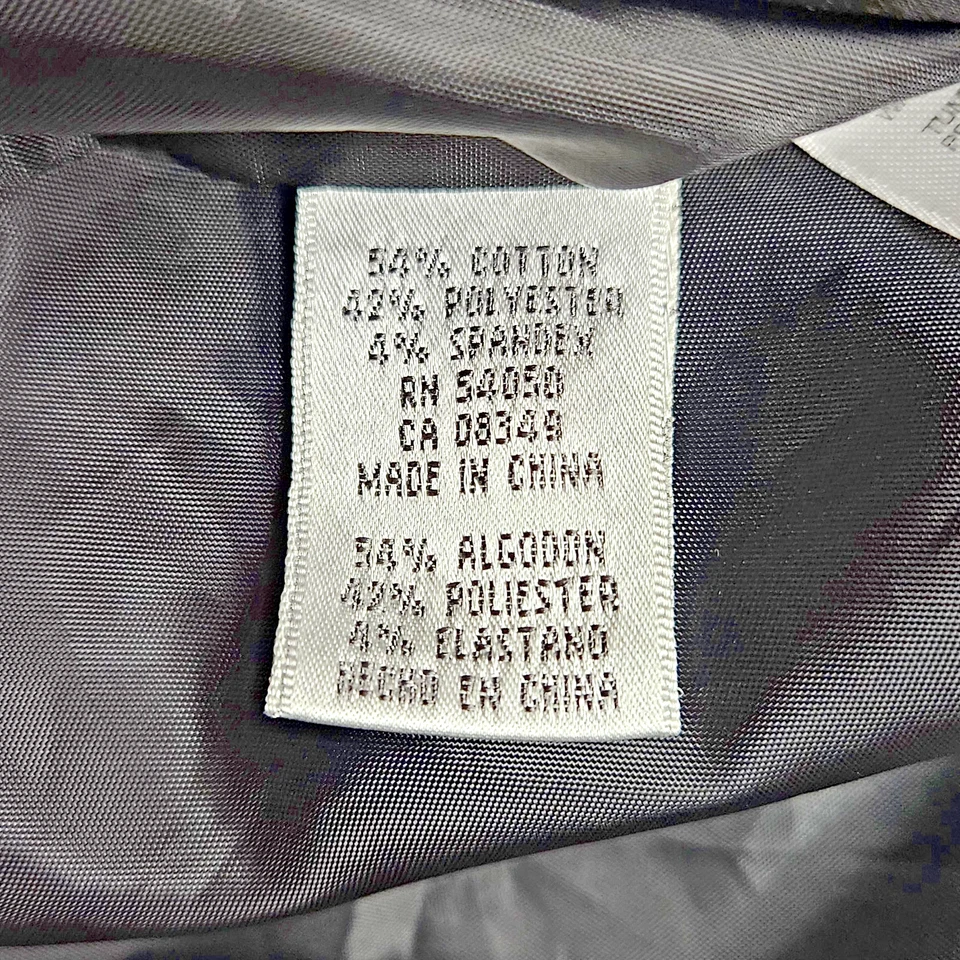 54% COTTON
42% POLYESTER
4% SPANDEX
RN 54050
CA 08349
MADE IN CHINA
54% ALGODON
42% POLIESTER
4% ELASTANO
HECHO EN CHINA